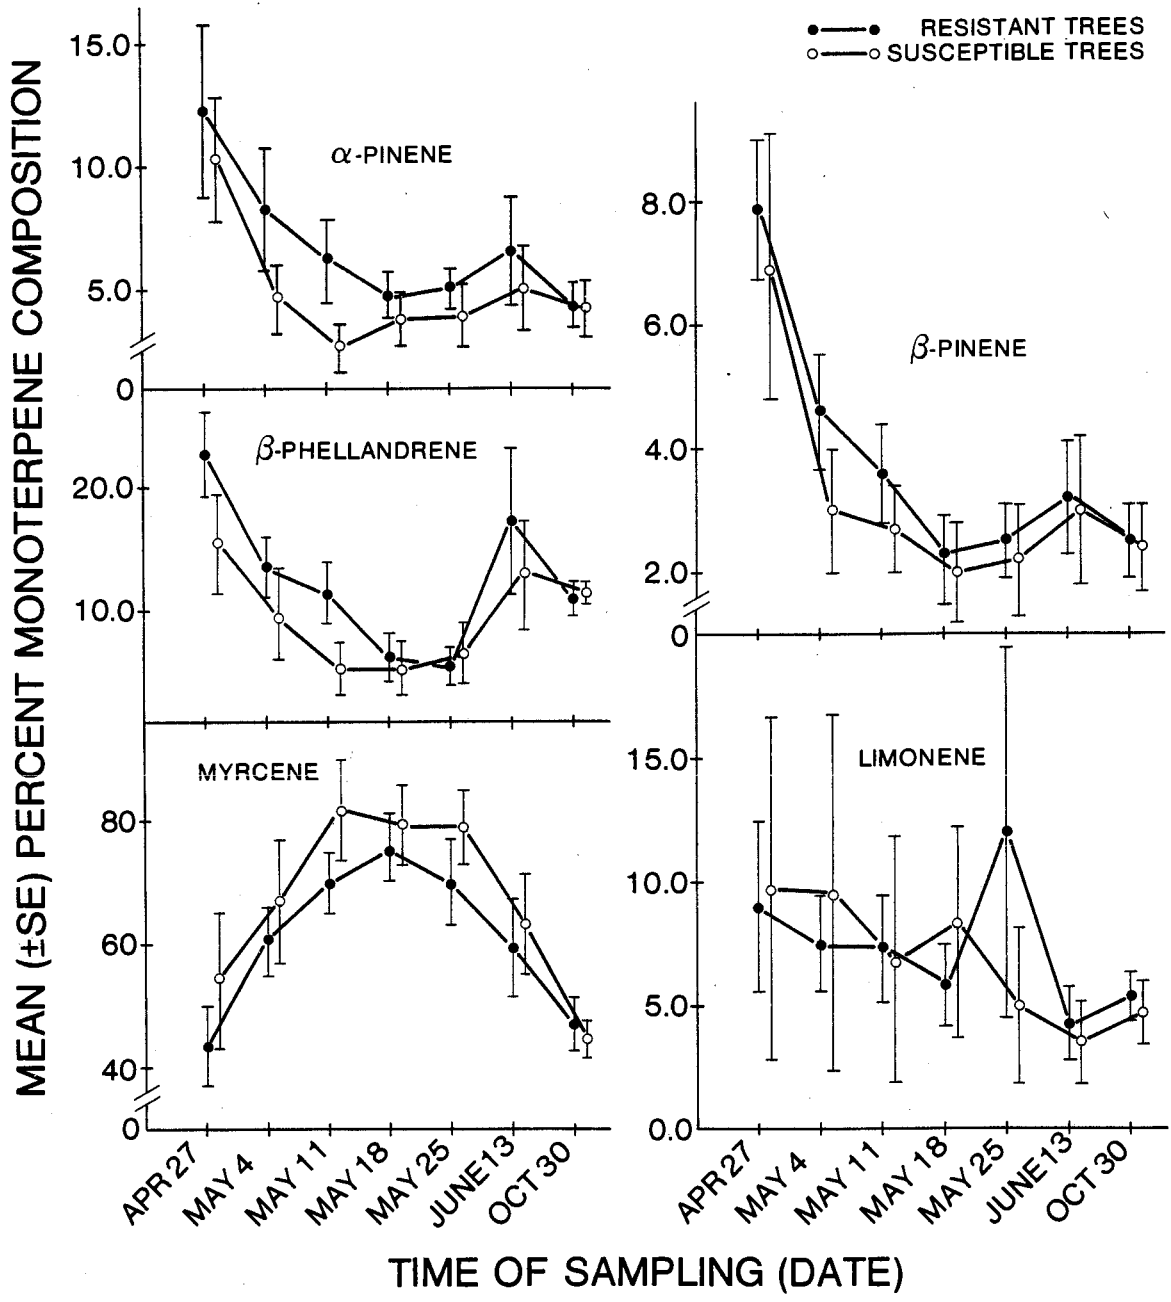 MEAN (±SE) PERCENT MONOTERPENE COMPOSITION
RESISTANT TREES
SUSCEPTIBLE TREES
α-PINENE
15.0
10.0
5.0
0
β-PHELLANDRENE
20.0
10.0
MYRCENE
80
60
40
0
APR 27
MAY 4
MAY 11
MAY 18
MAY 25
JUNE 13
OCT 30
β-PINENE
8.0
6.0
4.0
2.0
0
LIMONENE
15.0
10.0
5.0
0.0
APR 27
MAY 4
MAY 11
MAY 18
MAY 25
JUNE 13
OCT 30
TIME OF SAMPLING (DATE)